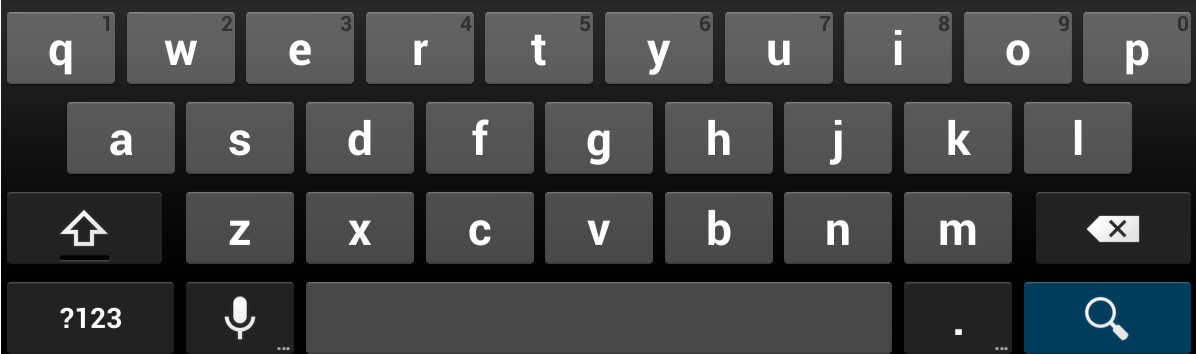 1 2 3 4 5 6 7 8 9 0
q w e r t y u i o p
a s d f g h j k l
z x c v b n m
?123 ... . ...